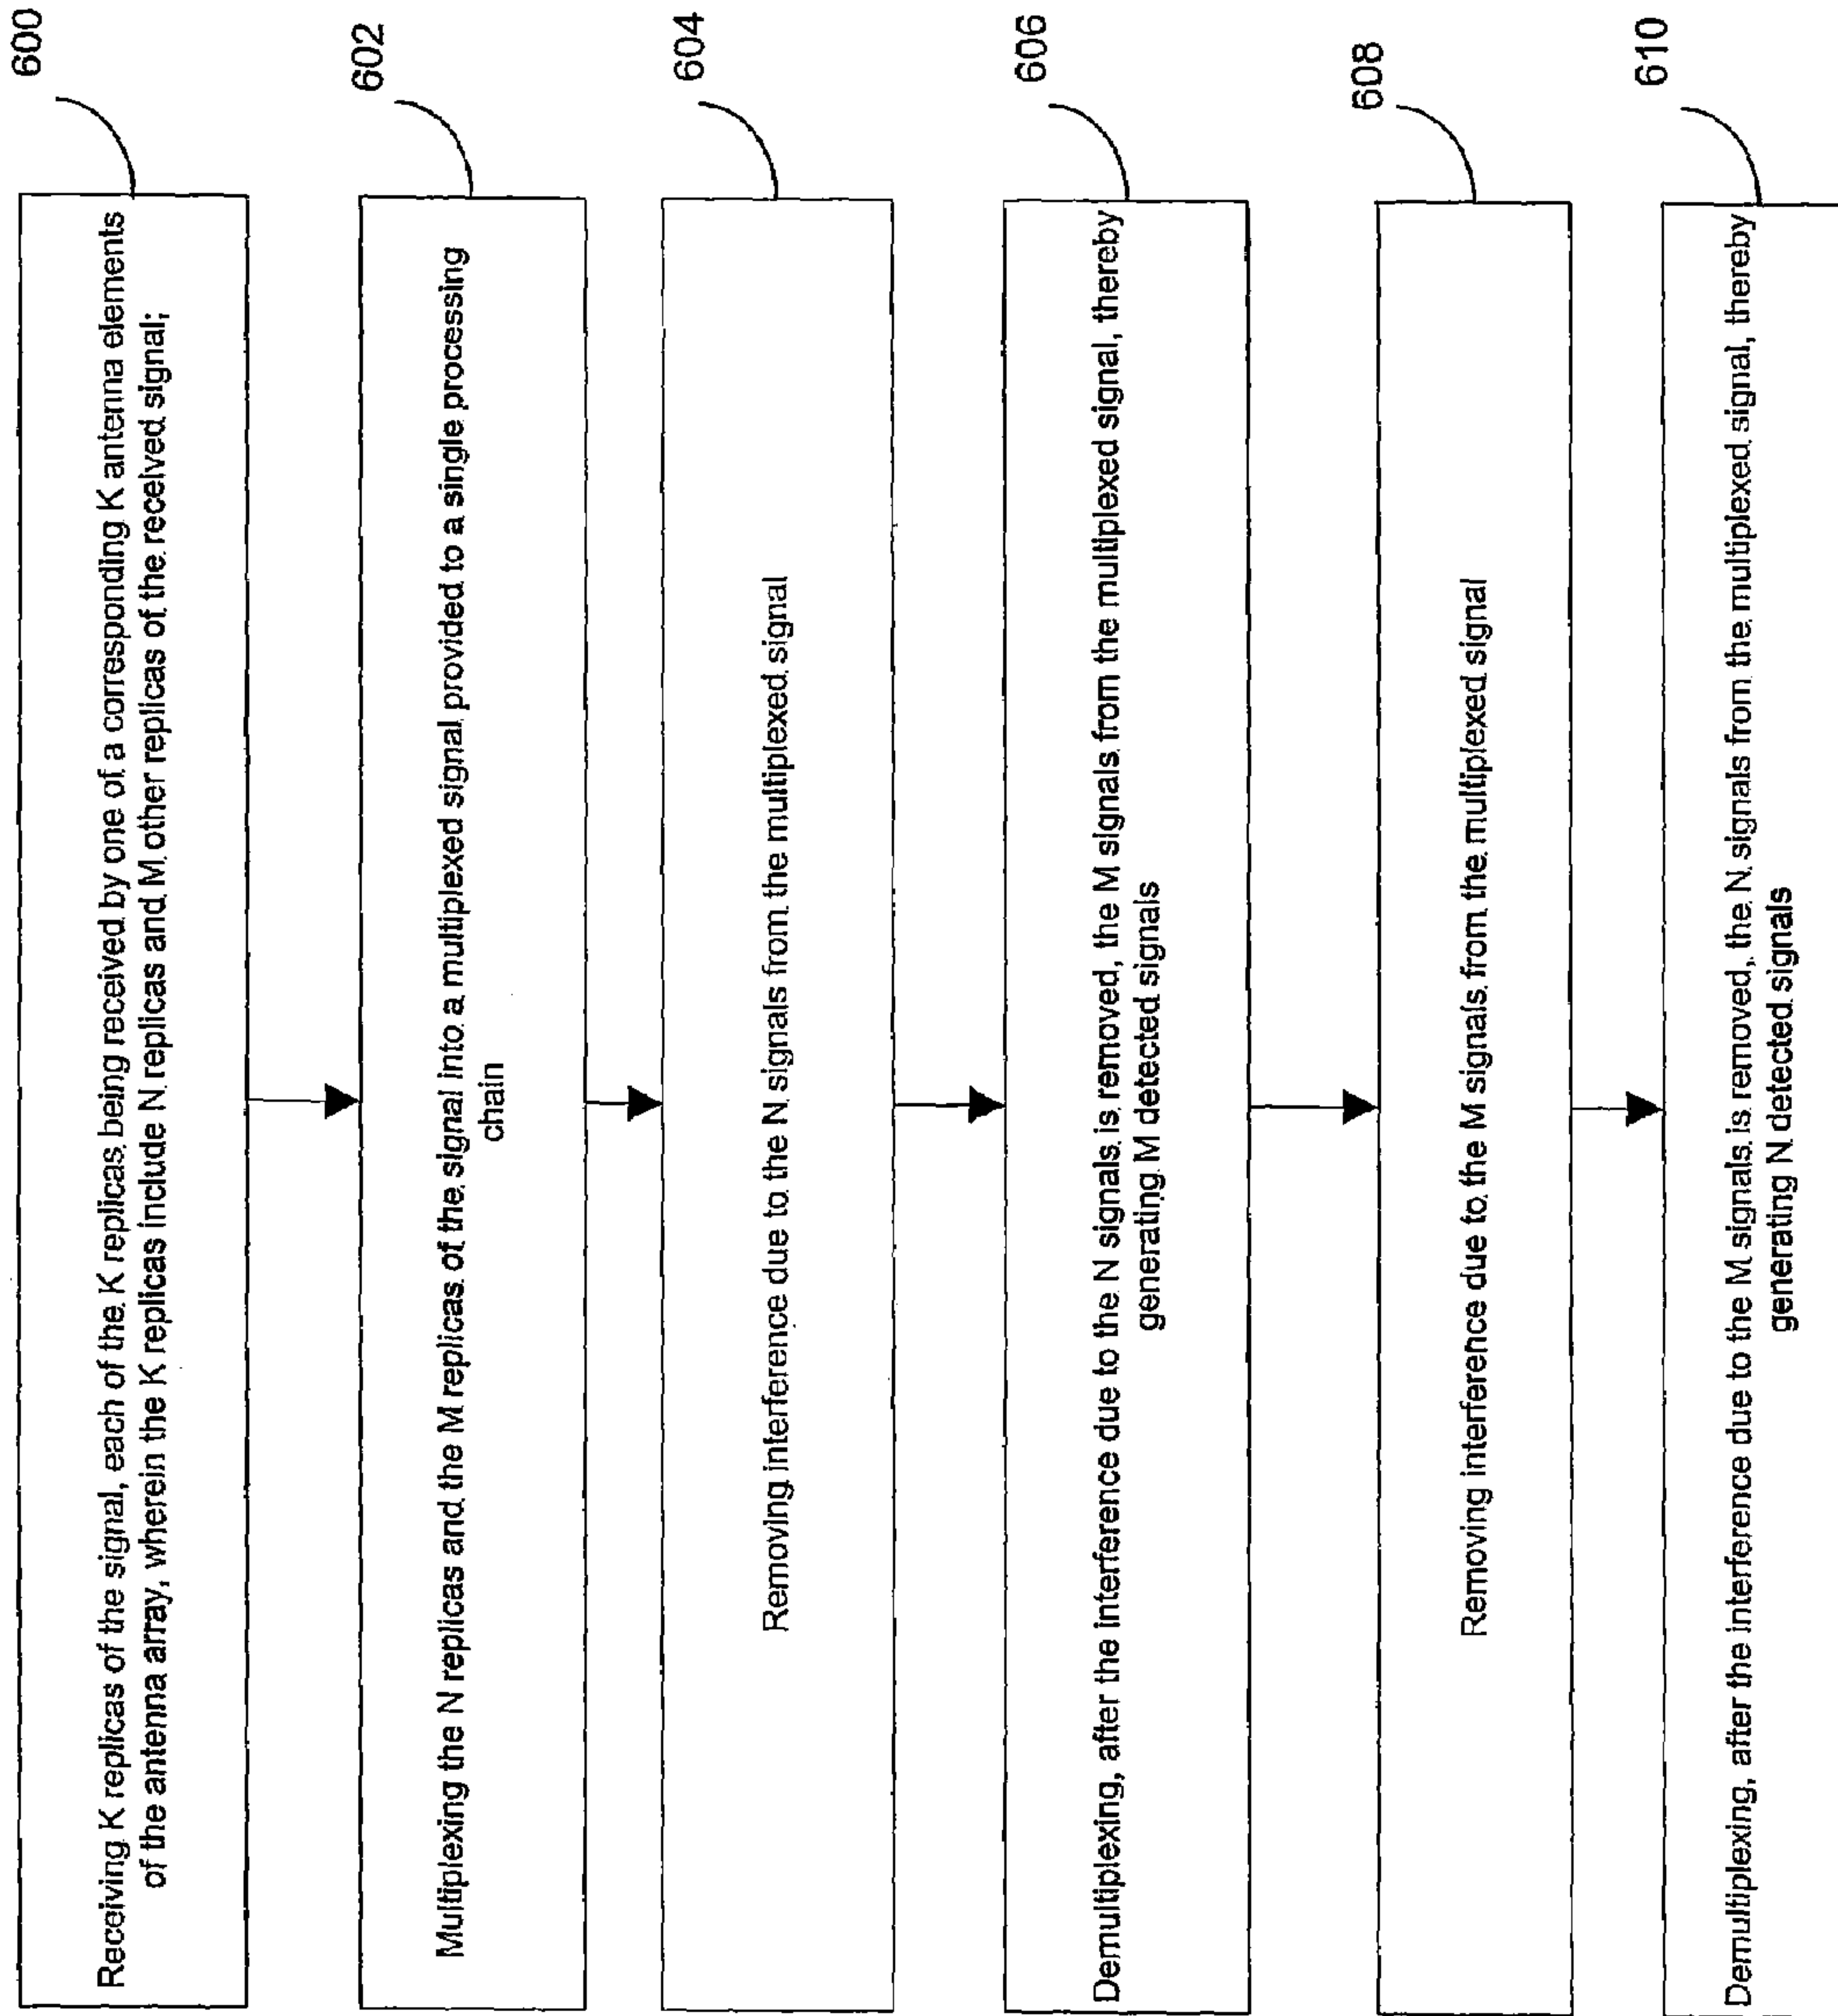 600
Receiving K replicas of the signal, each of the K replicas being received by one of a corresponding K antenna elements
of the antenna array, wherein the K replicas include N replicas and M other replicas of the received signal;
602
Multiplexing the N replicas and the M replicas of the signal into a multiplexed signal provided to a single processing
chain
604
Removing interference due to the N signals from the multiplexed signal
606
Demultiplexing, after the interference due to the N signals is removed, the M signals from the multiplexed signal, thereby
generating M detected signals
608
Removing interference due to the M signals from the multiplexed signal
610
Demultiplexing, after the interference due to the M signals is removed, the N signals from the multiplexed signal, thereby
generating N detected signals